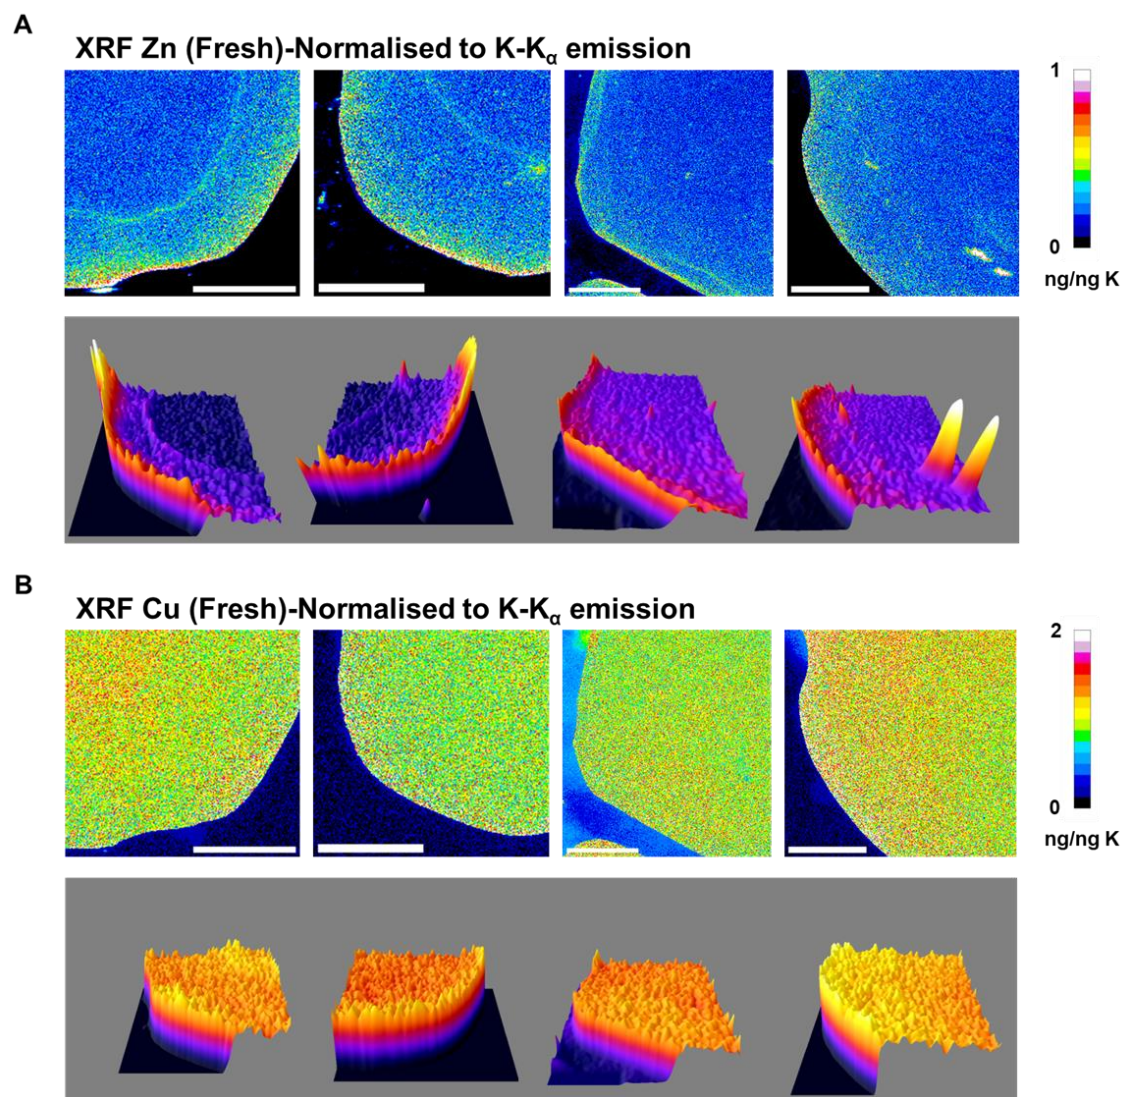 A
XRF Zn (Fresh)-Normalised to K-Kα emission
1
0
ng/ng K
B
XRF Cu (Fresh)-Normalised to K-Kα emission
2
0
ng/ng K